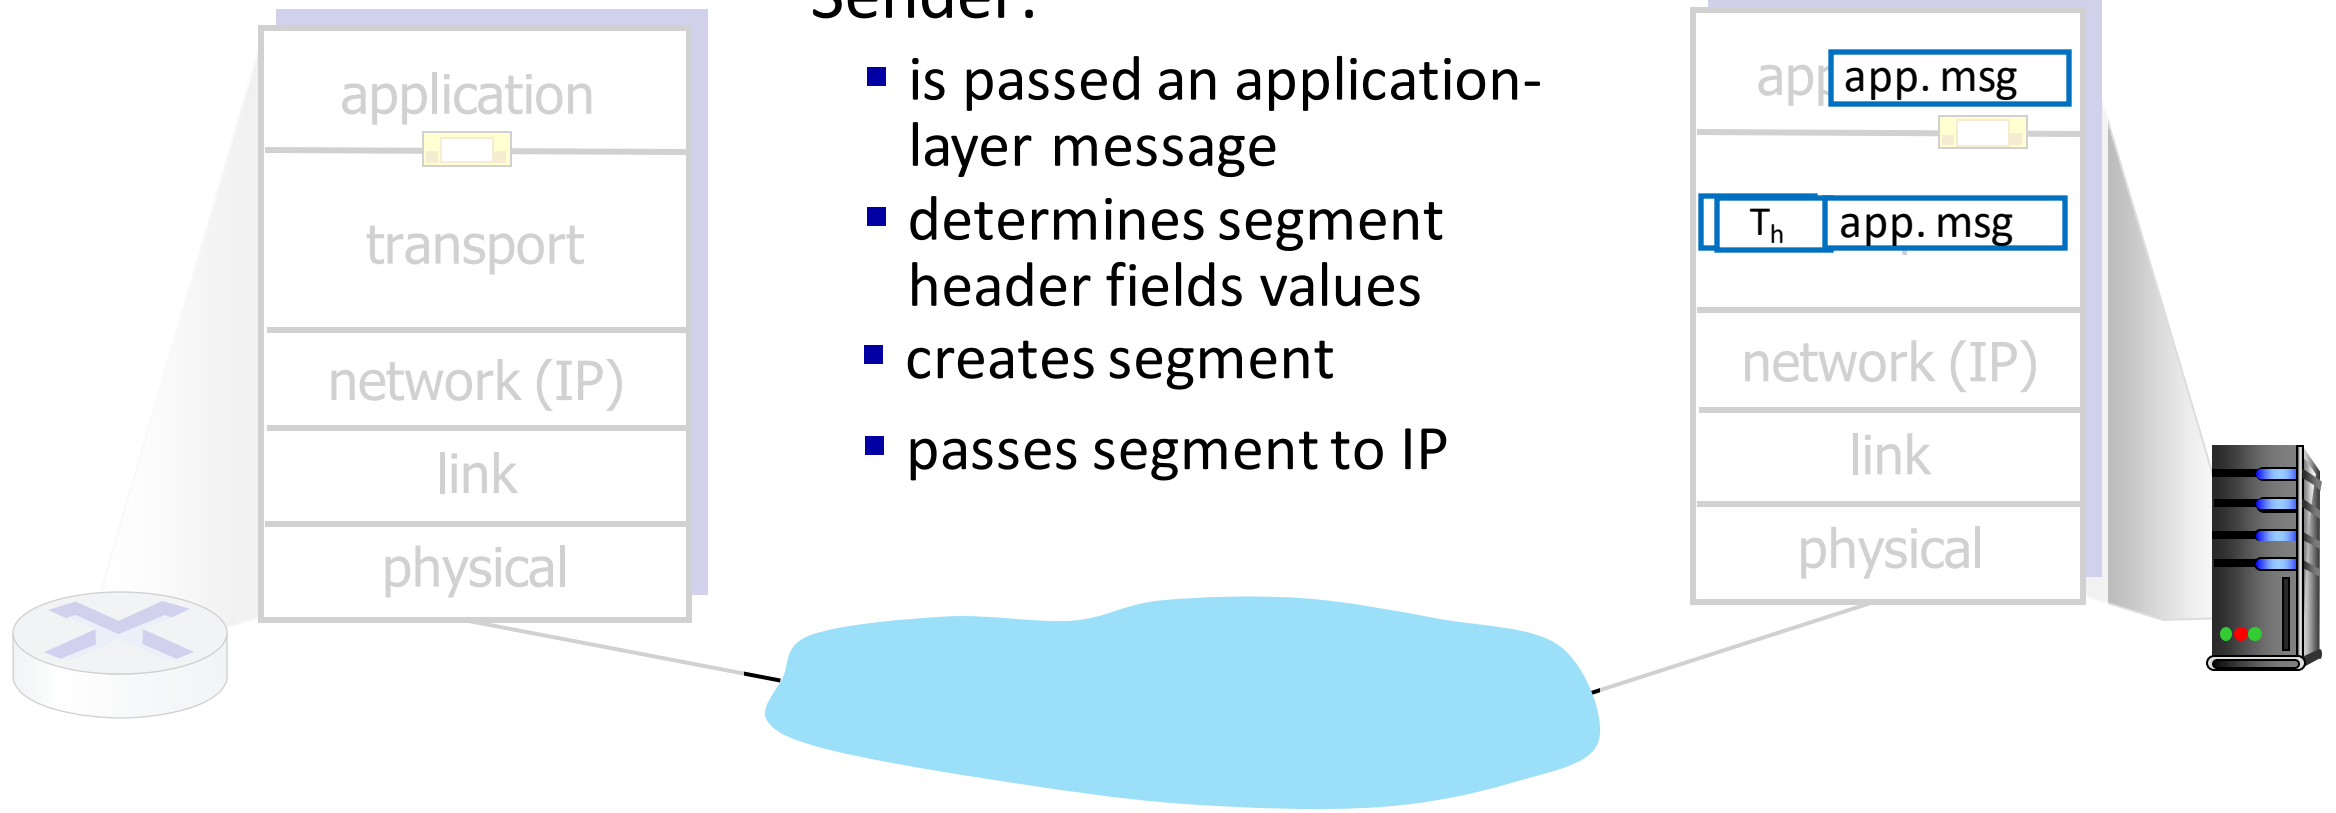 application
transport
network (IP)
link
physical
Sender:
is passed an application-
layer message
determines segment
header fields values
creates segment
passes segment to IP
app. msg
Th app. msg
network (IP)
link
physical